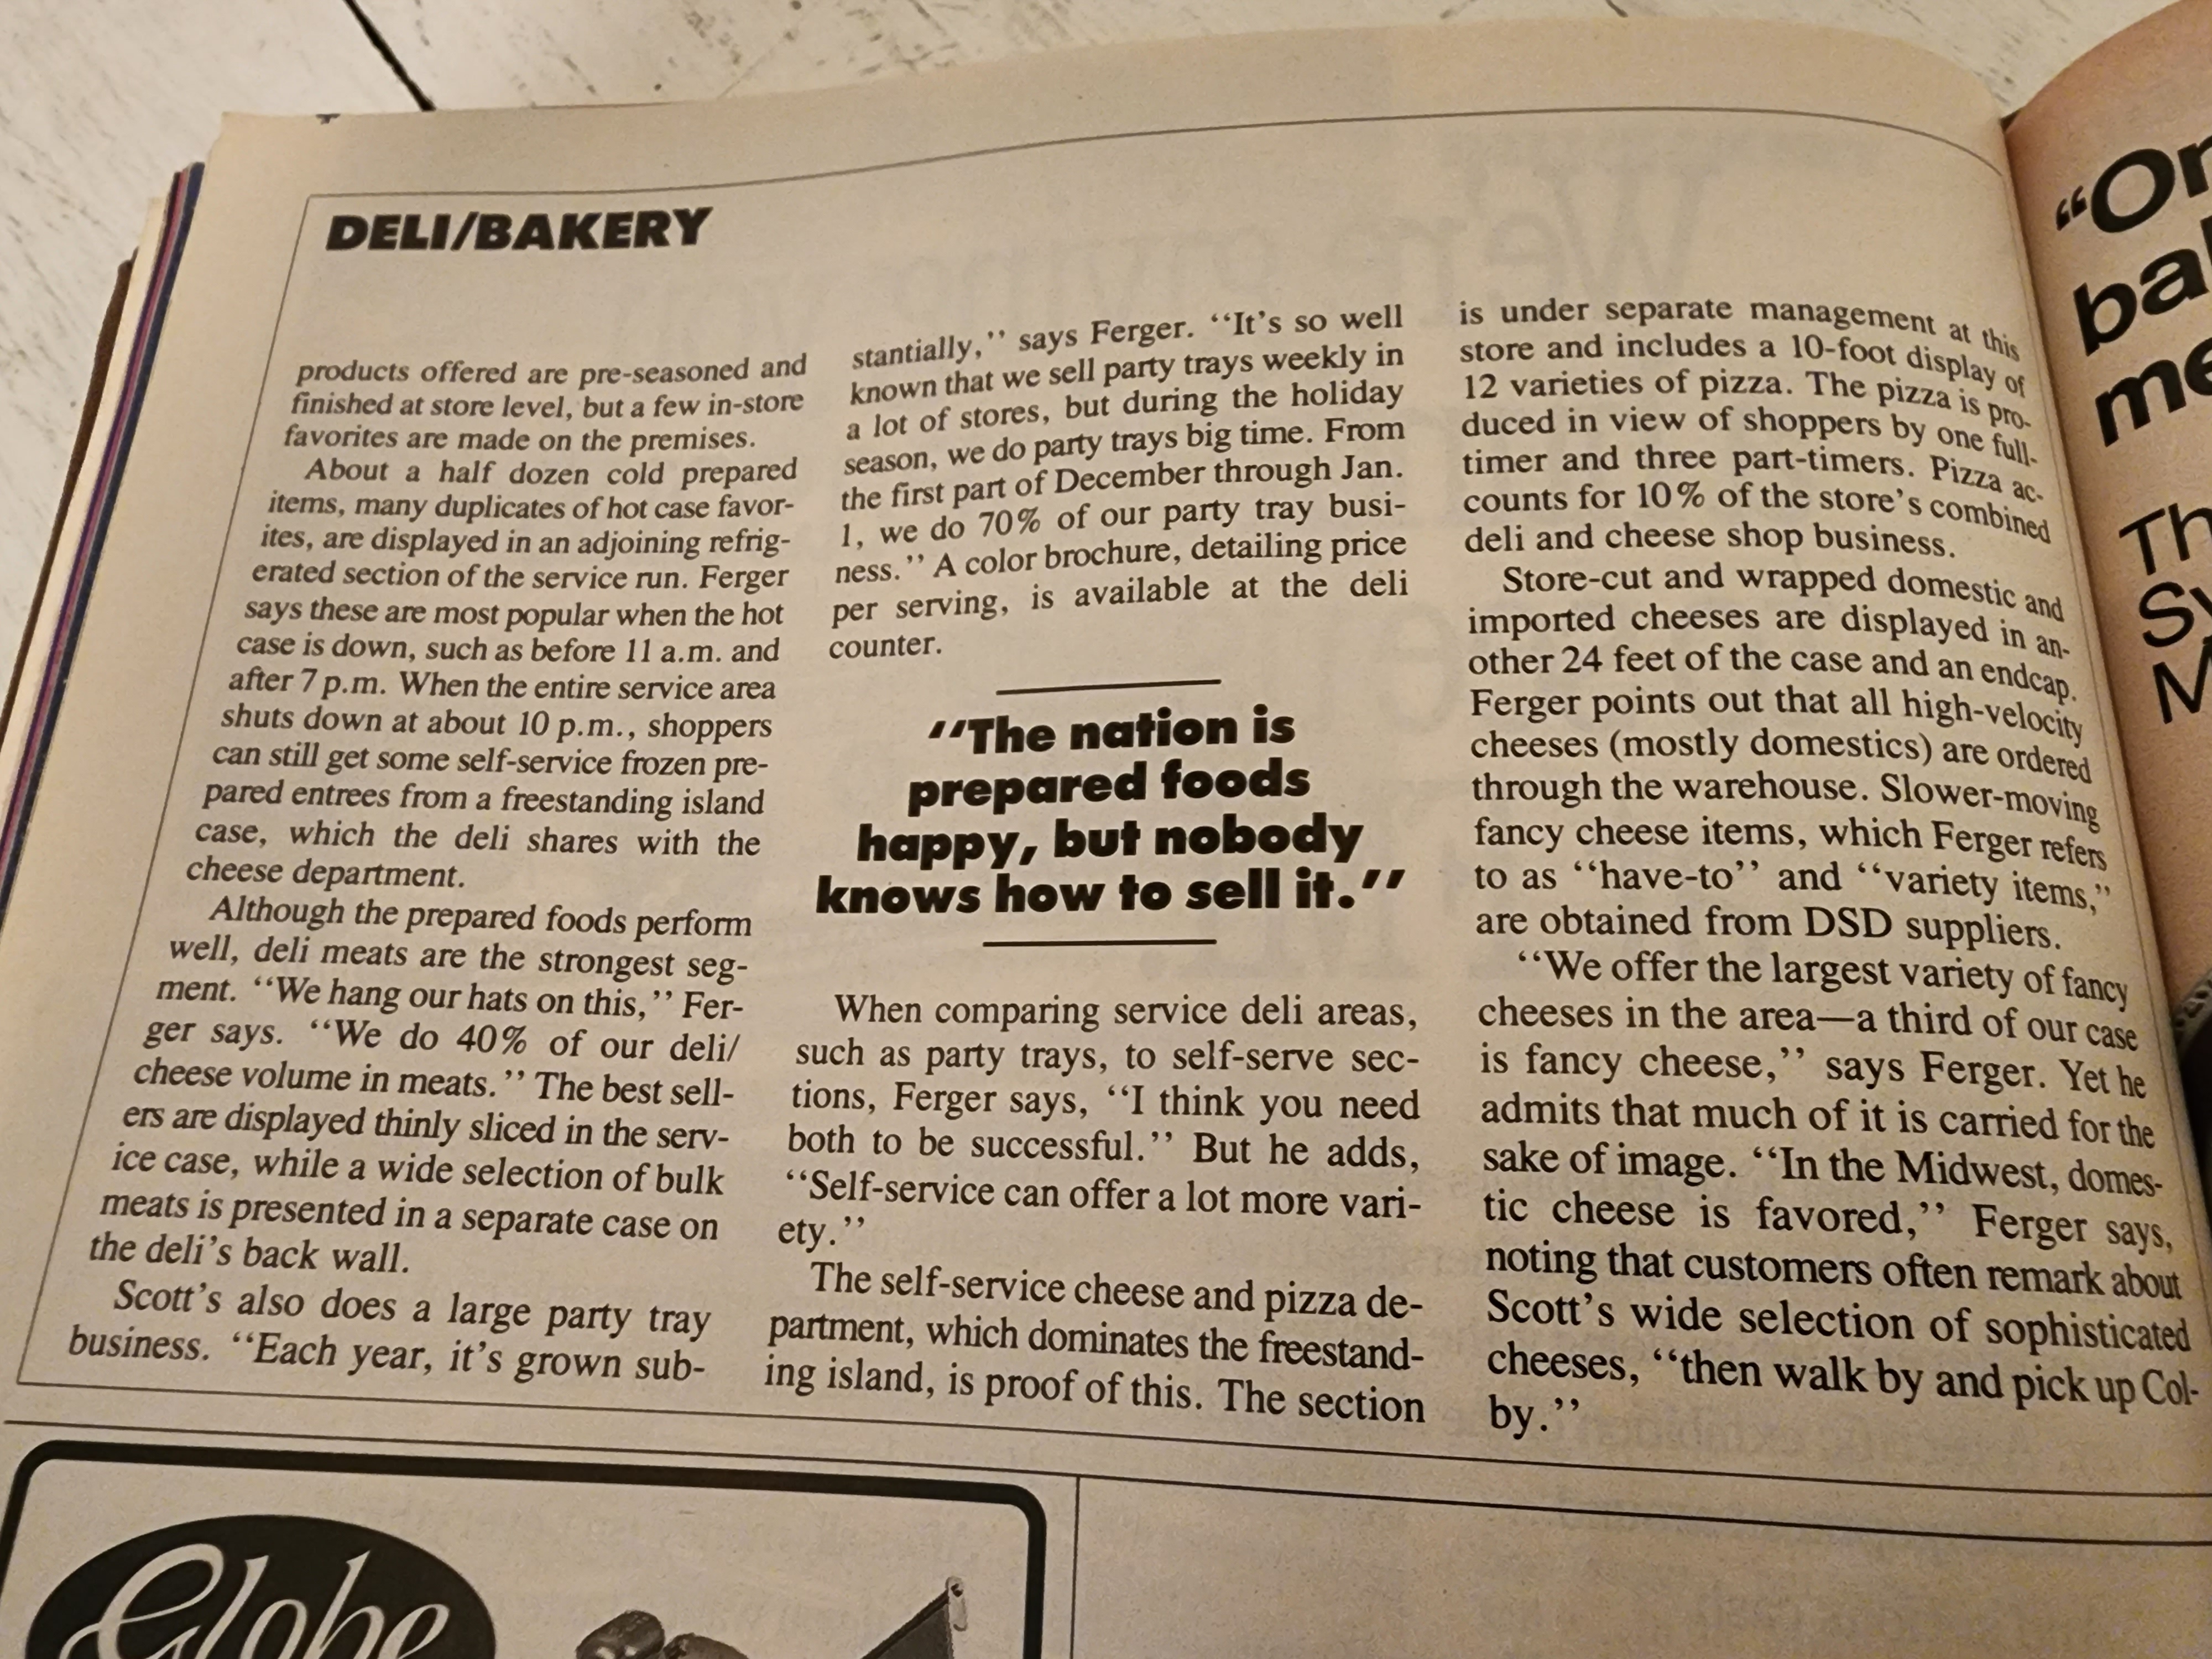 DELI/BAKERY
products offered are pre-seasoned and
finished at store level, but a few in-store
favorites are made on the premises.
About a half dozen cold prepared
items, many duplicates of hot case favor-
ites, are displayed in an adjoining refrig-
erated section of the service run. Ferger
says these are most popular when the hot
case is down, such as before 11 a.m. and
after 7 p.m. When the entire service area
shuts down at about 10 p.m., shoppers
can still get some self-service frozen pre-
pared entrees from a freestanding island
case, which the deli shares with the
cheese department.
Although the prepared foods perform
well, deli meats are the strongest seg-
ment. ‘‘We hang our hats on this,’’ Fer-
ger says. ‘‘We do 40% of our deli/
cheese volume in meats.’’ The best sell-
ers are displayed thinly sliced in the serv-
ice case, while a wide selection of bulk
meats is presented in a separate case on
the deli’s back wall.
Scott’s also does a large party tray
business. ‘‘Each year, it’s grown sub-
stantially,’’ says Ferger. ‘‘It’s so well
known that we sell party trays weekly in
a lot of stores, but during the holiday
season, we do party trays big time. From
the first part of December through Jan.
1, we do 70% of our party tray busi-
ness.’’ A color brochure, detailing price
per serving, is available at the deli
counter.
‘‘The nation is
prepared foods
happy, but nobody
knows how to sell it.’’
When comparing service deli areas,
such as party trays, to self-serve sec-
tions, Ferger says, ‘‘I think you need
both to be successful.’’ But he adds,
‘‘Self-service can offer a lot more vari-
ety.’’
The self-service cheese and pizza de-
partment, which dominates the freestand-
ing island, is proof of this. The section
is under separate management at this
store and includes a 10-foot display of
12 varieties of pizza. The pizza is pro-
duced in view of shoppers by one full-
timer and three part-timers. Pizza ac-
counts for 10% of the store’s combined
deli and cheese shop business.
Store-cut and wrapped domestic and
imported cheeses are displayed in an-
other 24 feet of the case and an endcap.
Ferger points out that all high-velocity
cheeses (mostly domestics) are ordered
through the warehouse. Slower-moving
fancy cheese items, which Ferger refers
to as ‘‘have-to’’ and ‘‘variety items,’’
are obtained from DSD suppliers.
‘‘We offer the largest variety of fancy
cheeses in the area—a third of our case
is fancy cheese,’’ says Ferger. Yet he
admits that much of it is carried for the
sake of image. ‘‘In the Midwest, domes-
tic cheese is favored,’’ Ferger says,
noting that customers often remark about
Scott’s wide selection of sophisticated
cheeses, ‘‘then walk by and pick up Col-
by.’’
Globe